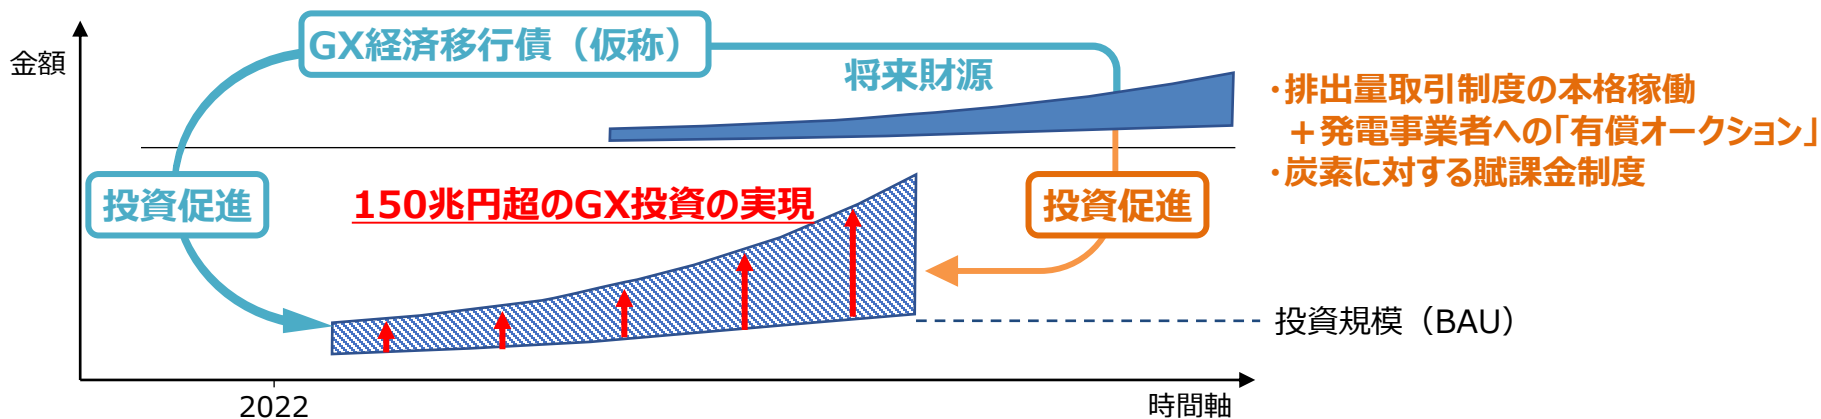 GX経済移行債（仮称）
金額
将来財源
・排出量取引制度の本格稼働
＋発電事業者への「有償オークション」
・炭素に対する賦課金制度
投資促進
150兆円超のGX投資の実現
投資促進
投資規模（BAU）
2022
時間軸